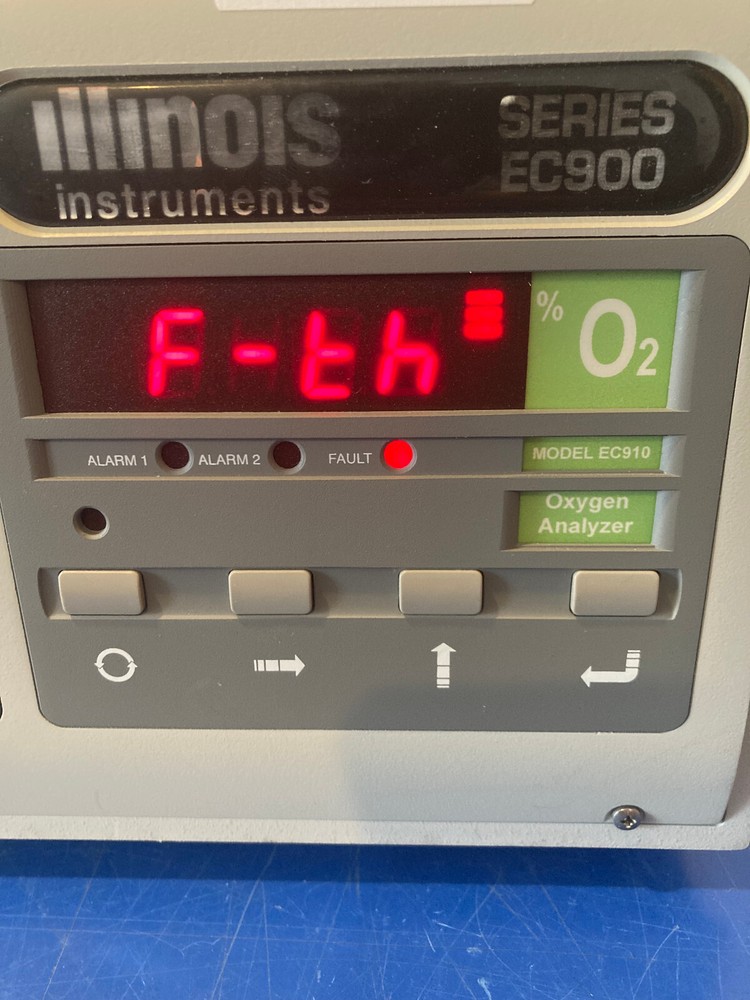 illinois
instruments
SERIES
EC900
F-th
% O2
ALARM 1 ALARM 2 FAULT
MODEL EC910
Oxygen
Analyzer